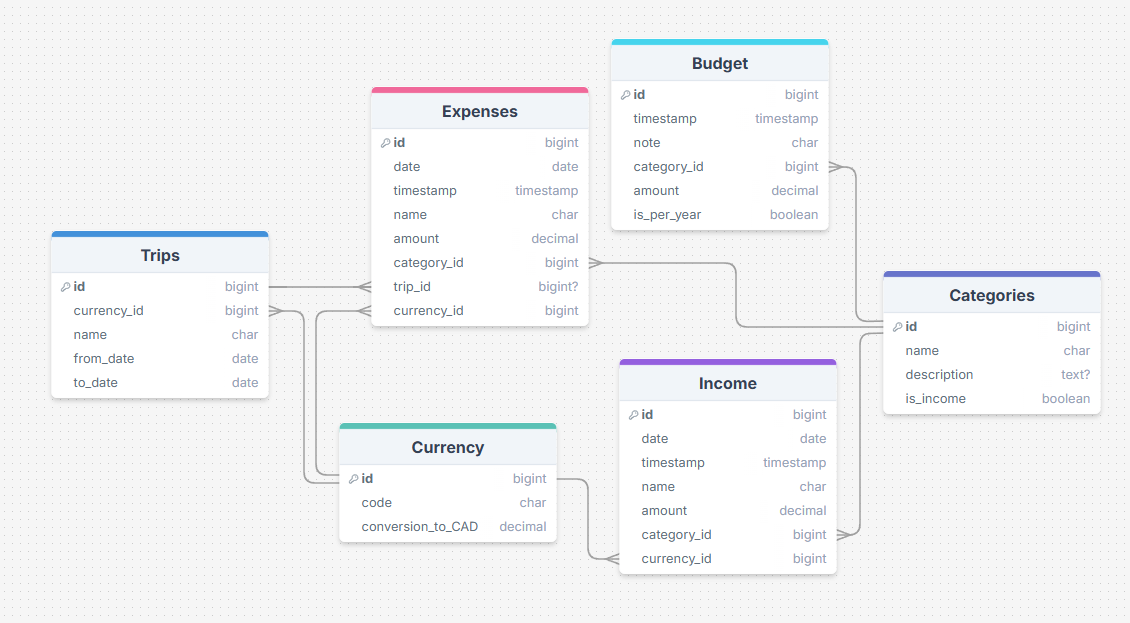 Budget
id bigint
timestamp timestamp
note char
category_id bigint
amount decimal
is_per_year boolean
Expenses
id bigint
date date
timestamp timestamp
name char
amount decimal
category_id bigint
trip_id bigint?
currency_id bigint
Trips
id bigint
currency_id bigint
name char
from_date date
to_date date
Categories
id bigint
name char
description text?
is_income boolean
Income
id bigint
date date
timestamp timestamp
name char
amount decimal
category_id bigint
currency_id bigint
Currency
id bigint
code char
conversion_to_CAD decimal